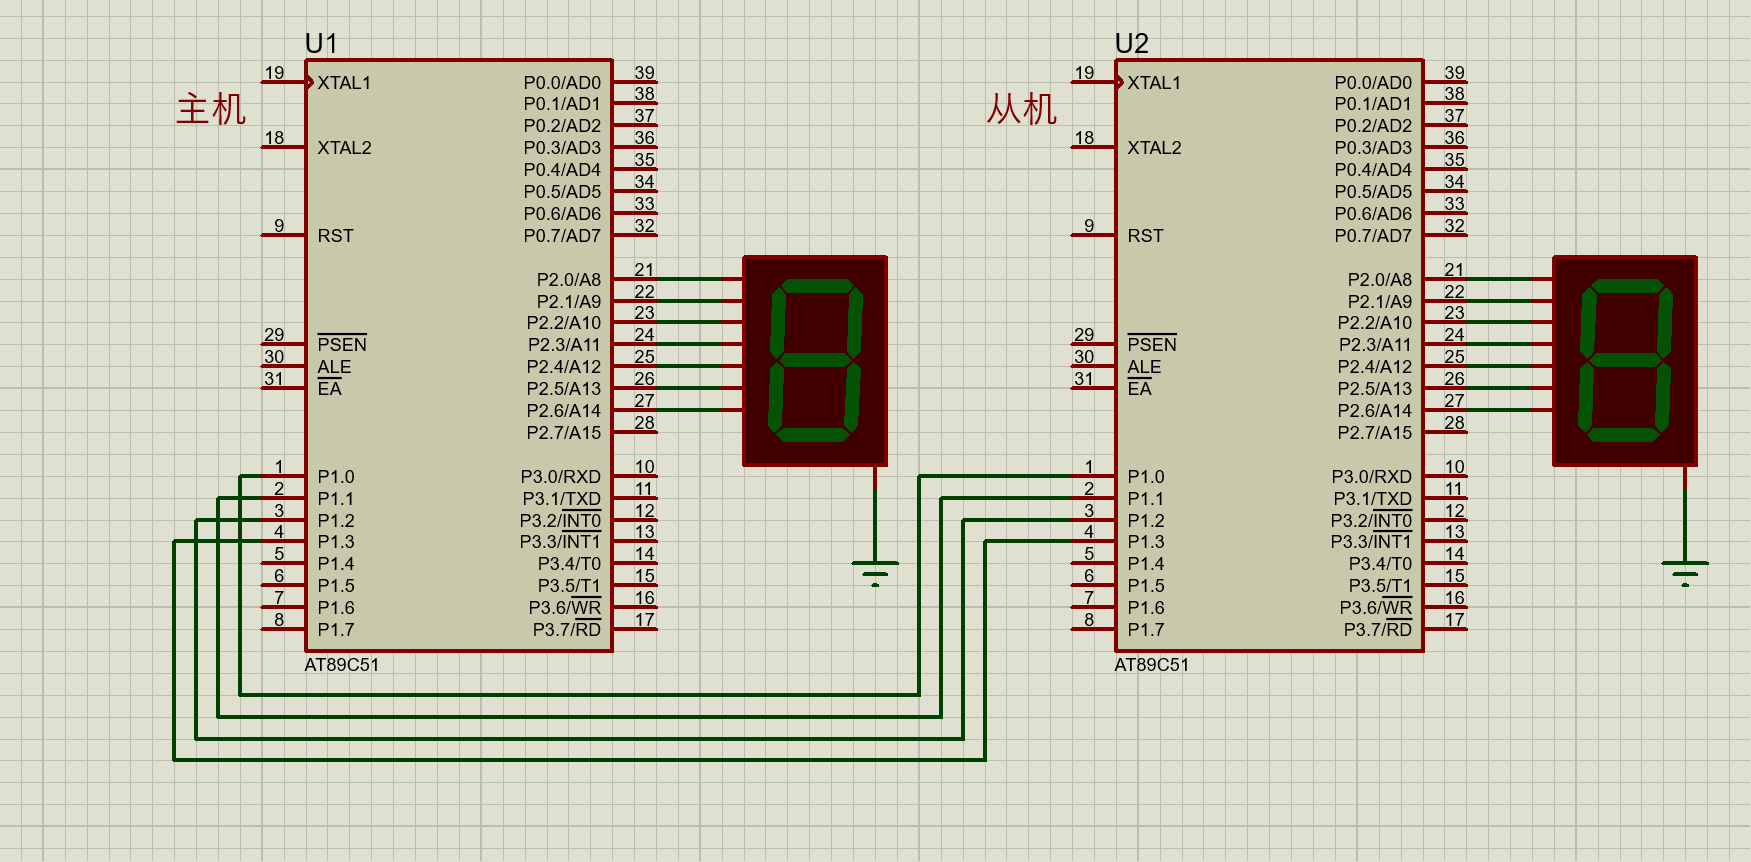 U1
主机
19 XTAL1
18 XTAL2
9 RST
29 PSEN
30 ALE
31 EA
1 P1.0
2 P1.1
3 P1.2
4 P1.3
5 P1.4
6 P1.5
7 P1.6
8 P1.7
P0.0/AD0 39
P0.1/AD1 38
P0.2/AD2 37
P0.3/AD3 36
P0.4/AD4 35
P0.5/AD5 34
P0.6/AD6 33
P0.7/AD7 32
P2.0/A8 21
P2.1/A9 22
P2.2/A10 23
P2.3/A11 24
P2.4/A12 25
P2.5/A13 26
P2.6/A14 27
P2.7/A15 28
P3.0/RXD 10
P3.1/TXD 11
P3.2/INT0 12
P3.3/INT1 13
P3.4/T0 14
P3.5/T1 15
P3.6/WR 16
P3.7/RD 17
AT89C51
U2
从机
19 XTAL1
18 XTAL2
9 RST
29 PSEN
30 ALE
31 EA
1 P1.0
2 P1.1
3 P1.2
4 P1.3
5 P1.4
6 P1.5
7 P1.6
8 P1.7
P0.0/AD0 39
P0.1/AD1 38
P0.2/AD2 37
P0.3/AD3 36
P0.4/AD4 35
P0.5/AD5 34
P0.6/AD6 33
P0.7/AD7 32
P2.0/A8 21
P2.1/A9 22
P2.2/A10 23
P2.3/A11 24
P2.4/A12 25
P2.5/A13 26
P2.6/A14 27
P2.7/A15 28
P3.0/RXD 10
P3.1/TXD 11
P3.2/INT0 12
P3.3/INT1 13
P3.4/T0 14
P3.5/T1 15
P3.6/WR 16
P3.7/RD 17
AT89C51